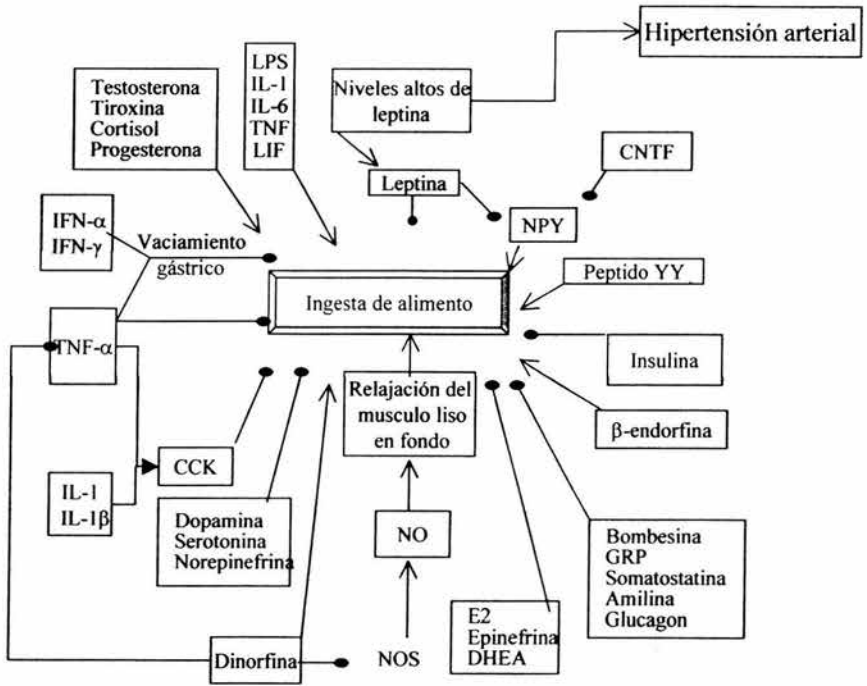 Hipertensión arterial
LPS
IL-1
IL-6
TNF
LIF
Niveles altos de
leptina
Testosterona
Tiroxina
Cortisol
Progesterona
CNTF
Leptina
NPY
IFN-α
IFN-γ
Vaciamiento
gástrico
Peptido YY
Ingesta de alimento
TNF-α
Insulina
Relajación del
musculo liso
en fondo
β-endorfina
CCK
IL-1
IL-1β
Dopamina
Serotonina
Norepinefrina
NO
Bombesina
GRP
Somatostatina
Amilina
Glucagon
E2
Epinefrina
DHEA
Dinorfina
NOS